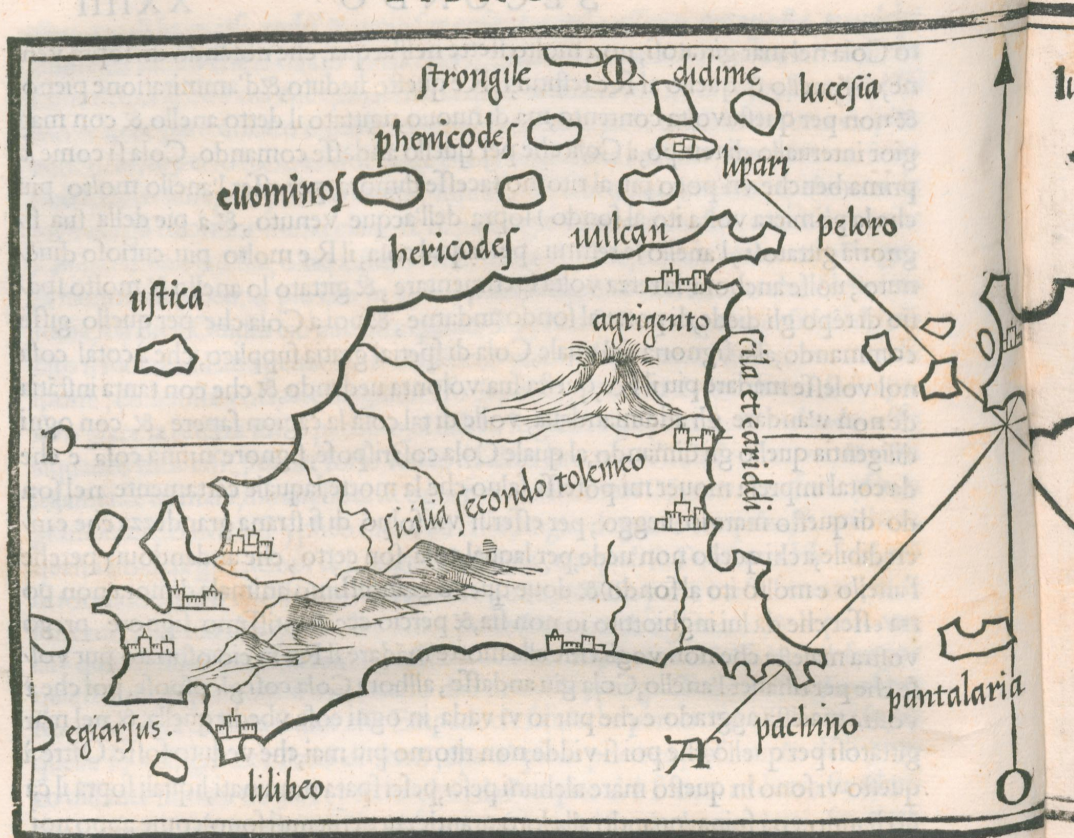 strongile
didime
lucesia
phenicodes
lipari
euominos
hericodes
uulcan
peloro
ustica
agrigento
scila et cariddi
P
sicilia secondo tolemeo
egiarsus.
lilibeo
pachino
pantalaria
O